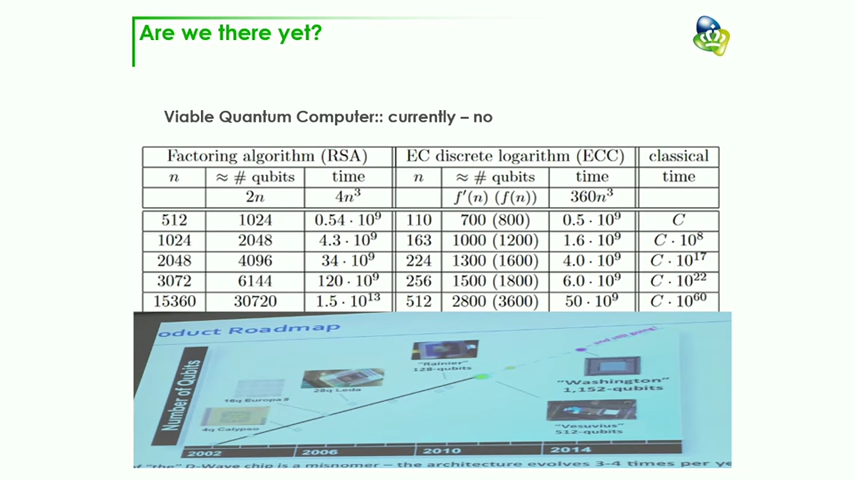 Are we there yet?
Viable Quantum Computer:: currently – no
Factoring algorithm (RSA) EC discrete logarithm (ECC) classical
n ≈ # qubits time n ≈ # qubits time time
2n 4n³ f′(n) (f(n)) 360n³
512 1024 0.54 · 10⁹ 110 700 (800) 0.5 · 10⁹ C
1024 2048 4.3 · 10⁹ 163 1000 (1200) 1.6 · 10⁹ C · 10⁸
2048 4096 34 · 10⁹ 224 1300 (1600) 4.0 · 10⁹ C · 10¹⁷
3072 6144 120 · 10⁹ 256 1500 (1800) 6.0 · 10⁹ C · 10²²
15360 30720 1.5 · 10¹³ 512 2800 (3600) 50 · 10⁹ C · 10⁶⁰
oduct Roadmap
and still going!
Number of Qubits
"Rainier"
128-qubits
28q Leda
"Washington"
1,152-qubits
16q Europa
4q Calypso
"Vesuvius"
512-qubits
2002 2006 2010 2014
"the" D-Wave chip is a misnomer – the architecture evolves 3-4 times per ye